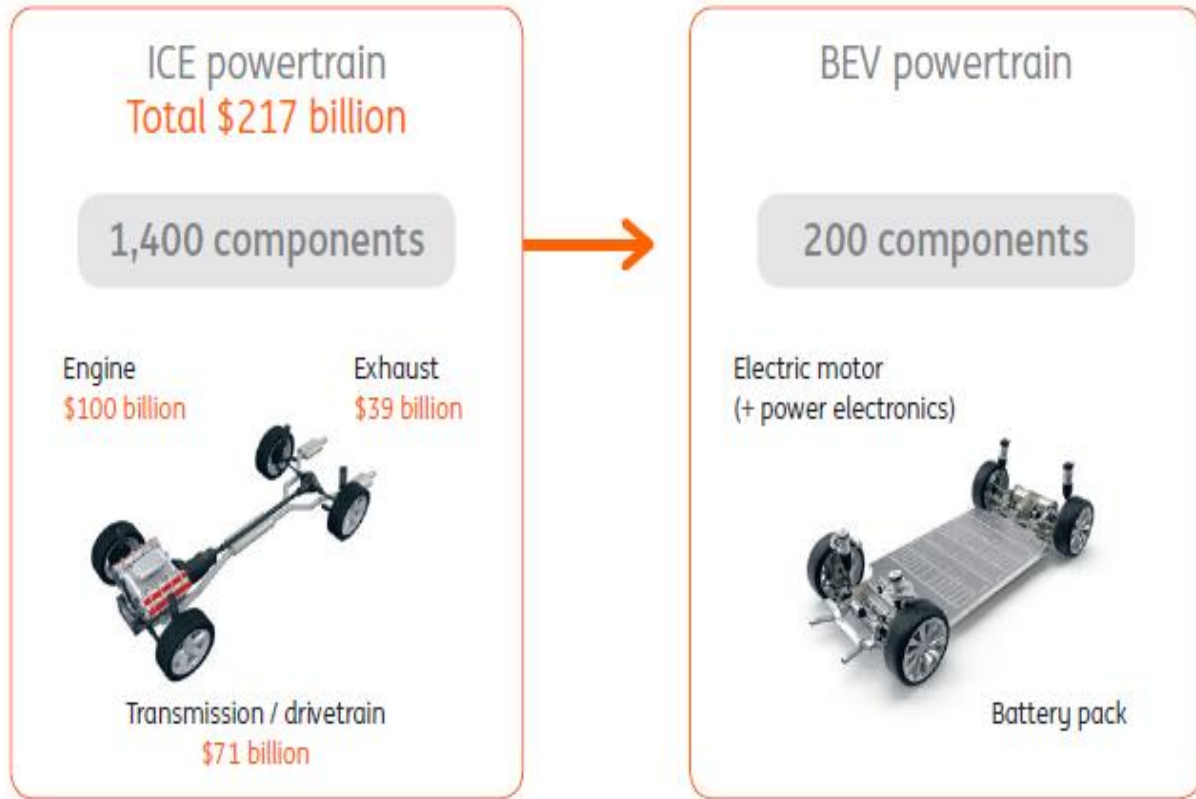 ICE powertrain
Total $217 billion
1,400 components
Engine
$100 billion
Exhaust
$39 billion
Transmission / drivetrain
$71 billion
BEV powertrain
200 components
Electric motor
(+ power electronics)
Battery pack